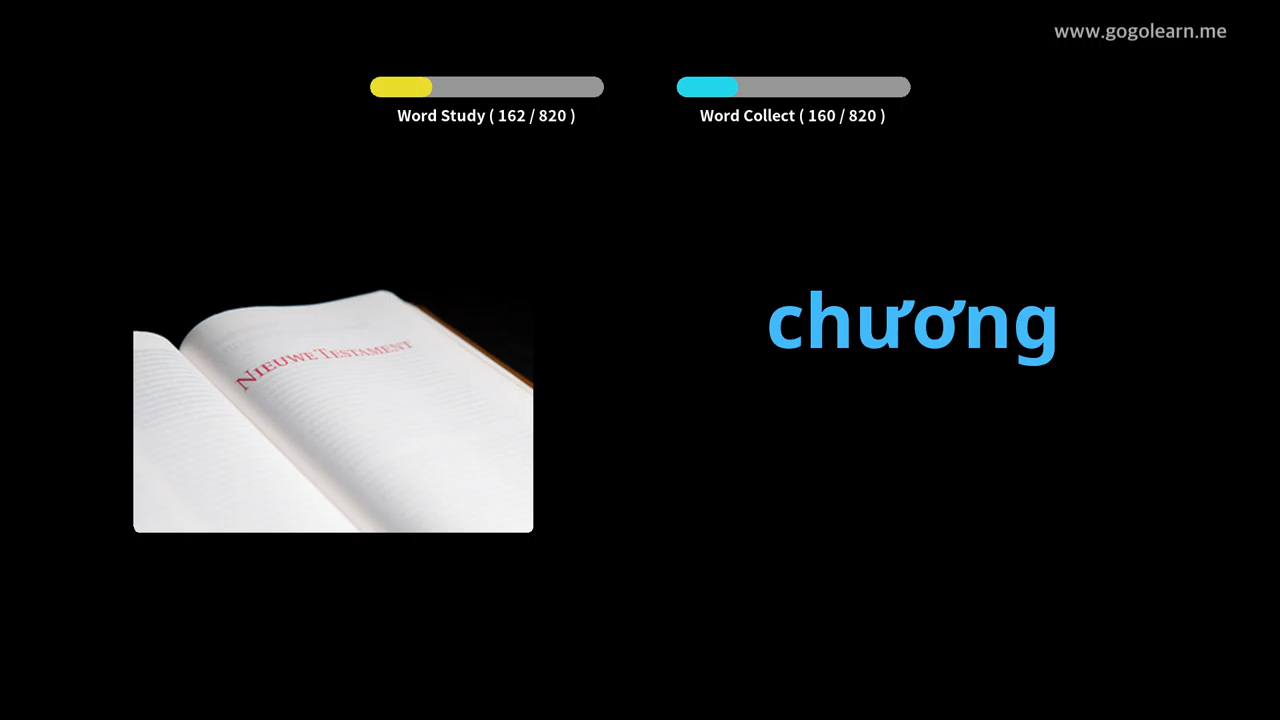 www.gogolearn.me
Word Study ( 162 / 820 )
Word Collect ( 160 / 820 )
NIEUWE TESTAMENT
chương